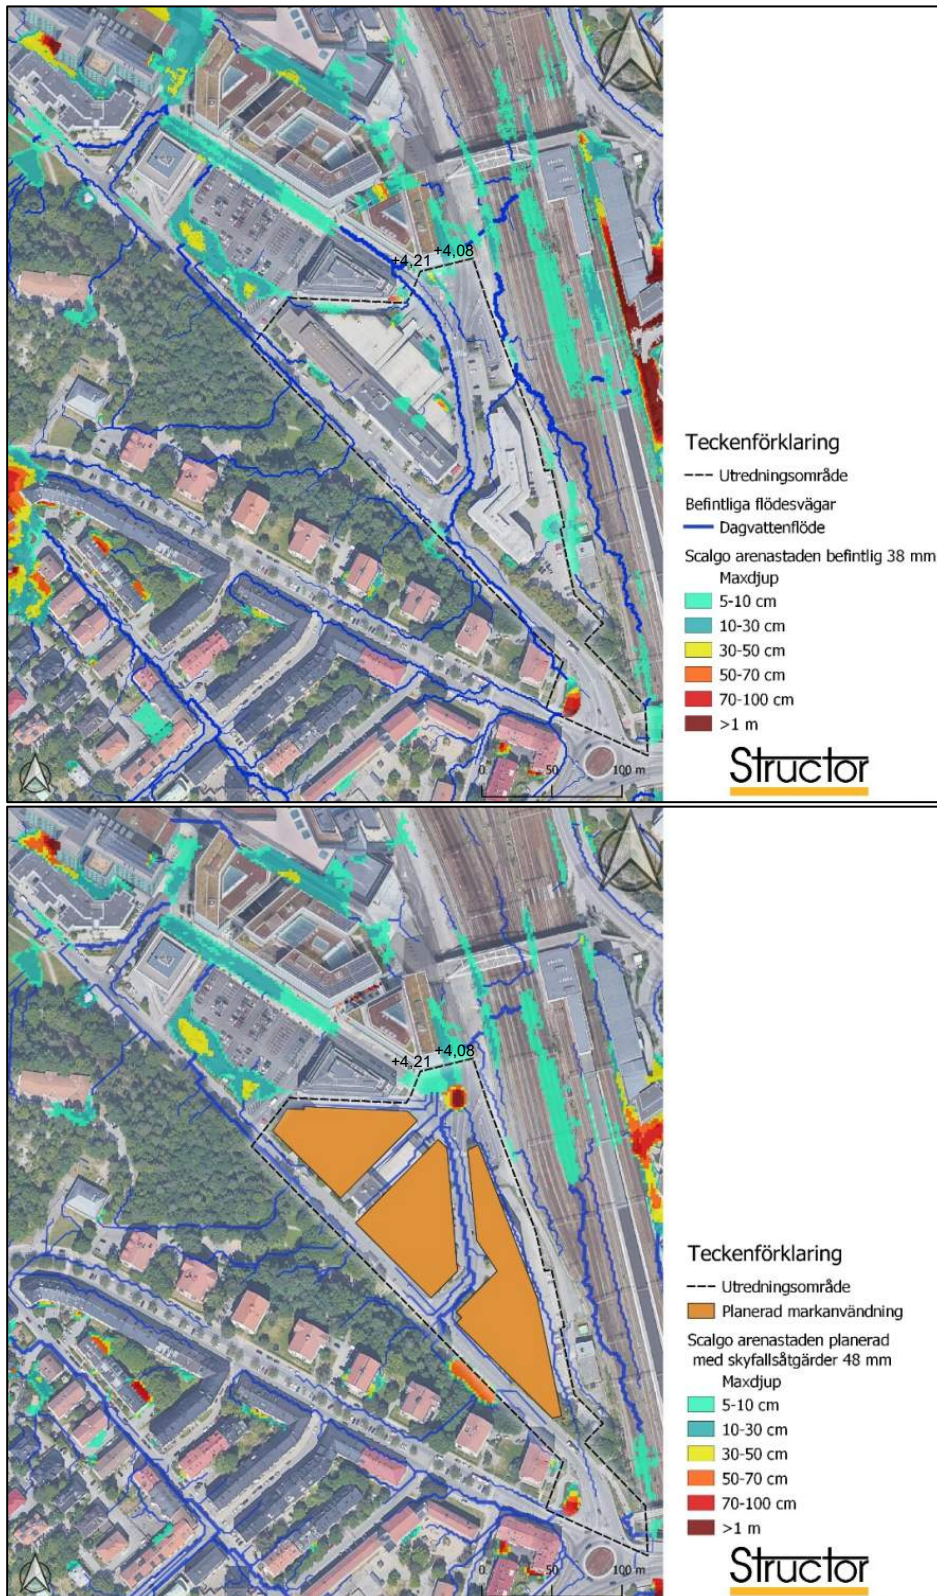 +4,21
+4,08
Teckenförklaring
Utredningsområde
Befintliga flödesvägar
Dagvattenflöde
Scalgo arenastaden befintlig 38 mm
Maxdjup
5-10 cm
10-30 cm
30-50 cm
50-70 cm
70-100 cm
>1 m
0 50 100 m
Structor
+4,21
+4,08
Teckenförklaring
Utredningsområde
Planerad markanvändning
Scalgo arenastaden planerad
med skyfallsåtgärder 48 mm
Maxdjup
5-10 cm
10-30 cm
30-50 cm
50-70 cm
70-100 cm
>1 m
0 50 100 m
Structor